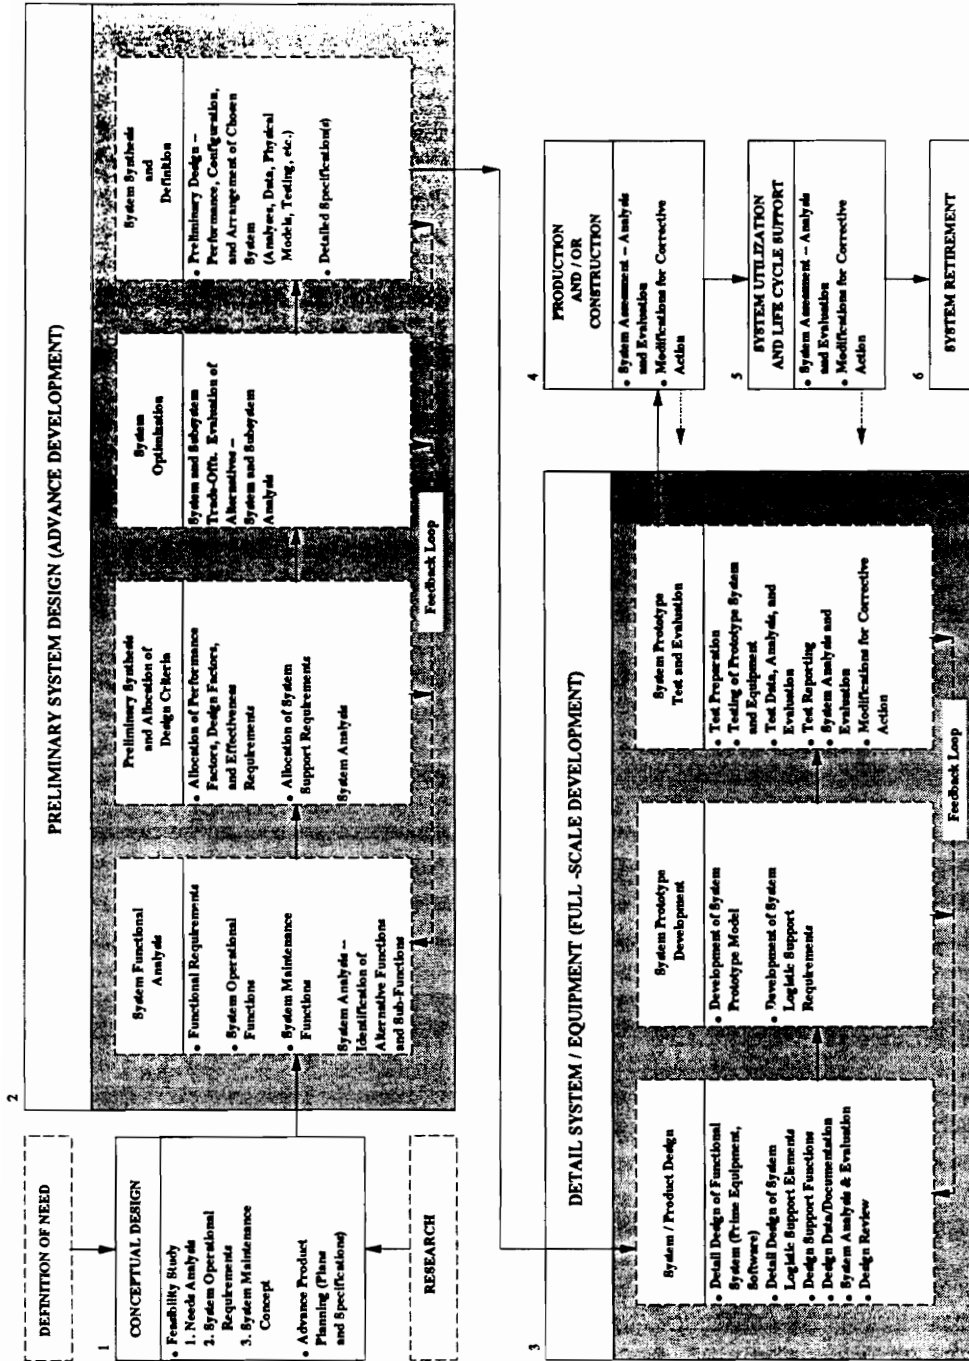 DEFINITION OF NEED
1
CONCEPTUAL DESIGN
• Feasibility Study
1. Needs Analysis
2. System Operational
Requirements
3. System Maintenance
Concept
• Advance Product
Planning (Plans
and Specifications)
RESEARCH
2
PRELIMINARY SYSTEM DESIGN (ADVANCE DEVELOPMENT)
System Functional
Analysis
• Functional Requirements
• System Operational
Functions
• System Maintenance
Functions
System Analysis --
Identification of
Alternative Functions
and Sub-Functions
Preliminary Synthesis
and Allocation of
Design Criteria
• Allocation of Performance
Factors, Design Factors,
and Effectiveness
Requirements
• Allocation of System
Support Requirements
System Analysis
System
Optimization
System and Subsystem
Trade-Offs. Evaluation of
Alternatives --
System and Subsystem
Analysis
System Synthesis
and
Definition
• Preliminary Design --
Performance, Configuration,
and Arrangement of Chosen
System
(Analyses, Data, Physical
Models, Testing, etc.)
• Detailed Specification(s)
Feedback Loop
3
DETAIL SYSTEM / EQUIPMENT (FULL -SCALE DEVELOPMENT)
System / Product Design
• Detail Design of Functional
System (Prime Equipment,
Software)
• Detail Design of System
Logistic Support Elements
• Design Support Functions
• Design Data/Documentation
• System Analysis & Evaluation
• Design Review
System Prototype
Development
• Development of System
Prototype Model
• Development of System
Logistic Support
Requirements
System Prototype
Test and Evaluation
• Test Preparation
• Testing of Prototype System
and Equipment
• Test Data, Analysis, and
Evaluation
• Test Reporting
• System Analysis and
Evaluation
• Modifications for Corrective
Action
Feedback Loop
4
PRODUCTION
AND / OR
CONSTRUCTION
• System Assessment -- Analysis
and Evaluation
• Modifications for Corrective
Action
5
SYSTEM UTILIZATION
AND LIFE CYCLE SUPPORT
• System Assessment -- Analysis
and Evaluation
• Modifications for Corrective
Action
6
SYSTEM RETIREMENT